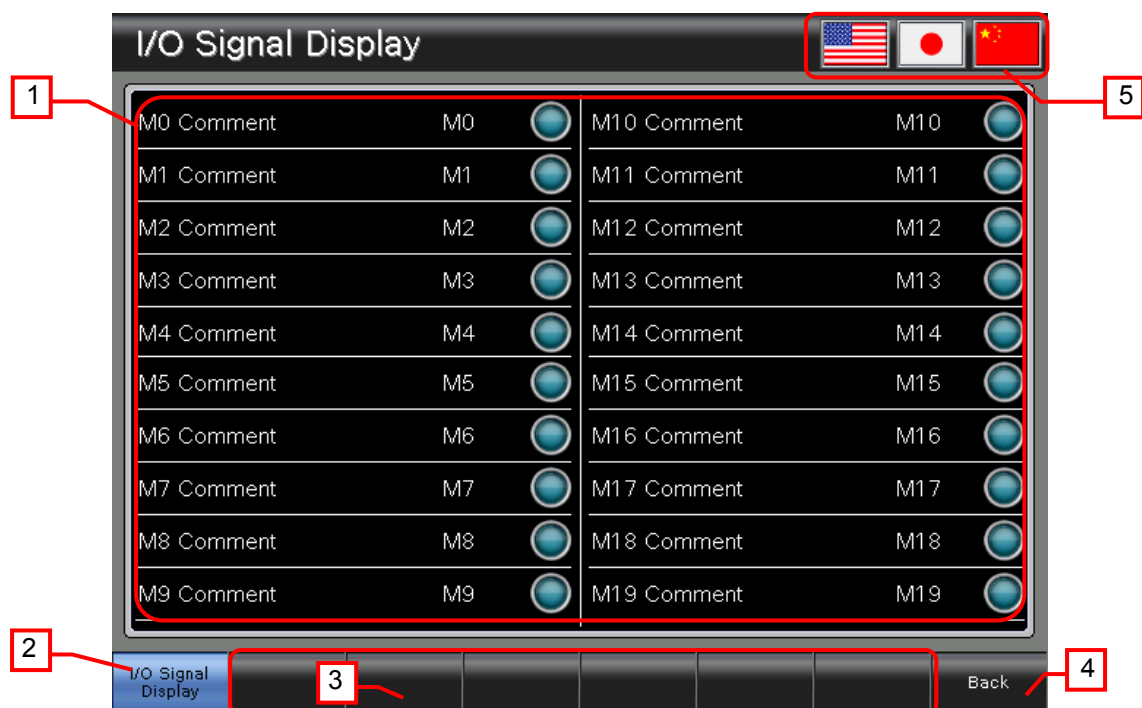 I/O Signal Display
5
1
M0 Comment M0 M10 Comment M10
M1 Comment M1 M11 Comment M11
M2 Comment M2 M12 Comment M12
M3 Comment M3 M13 Comment M13
M4 Comment M4 M14 Comment M14
M5 Comment M5 M15 Comment M15
M6 Comment M6 M16 Comment M16
M7 Comment M7 M17 Comment M17
M8 Comment M8 M18 Comment M18
M9 Comment M9 M19 Comment M19
2
I/O Signal
Display
3
Back
4